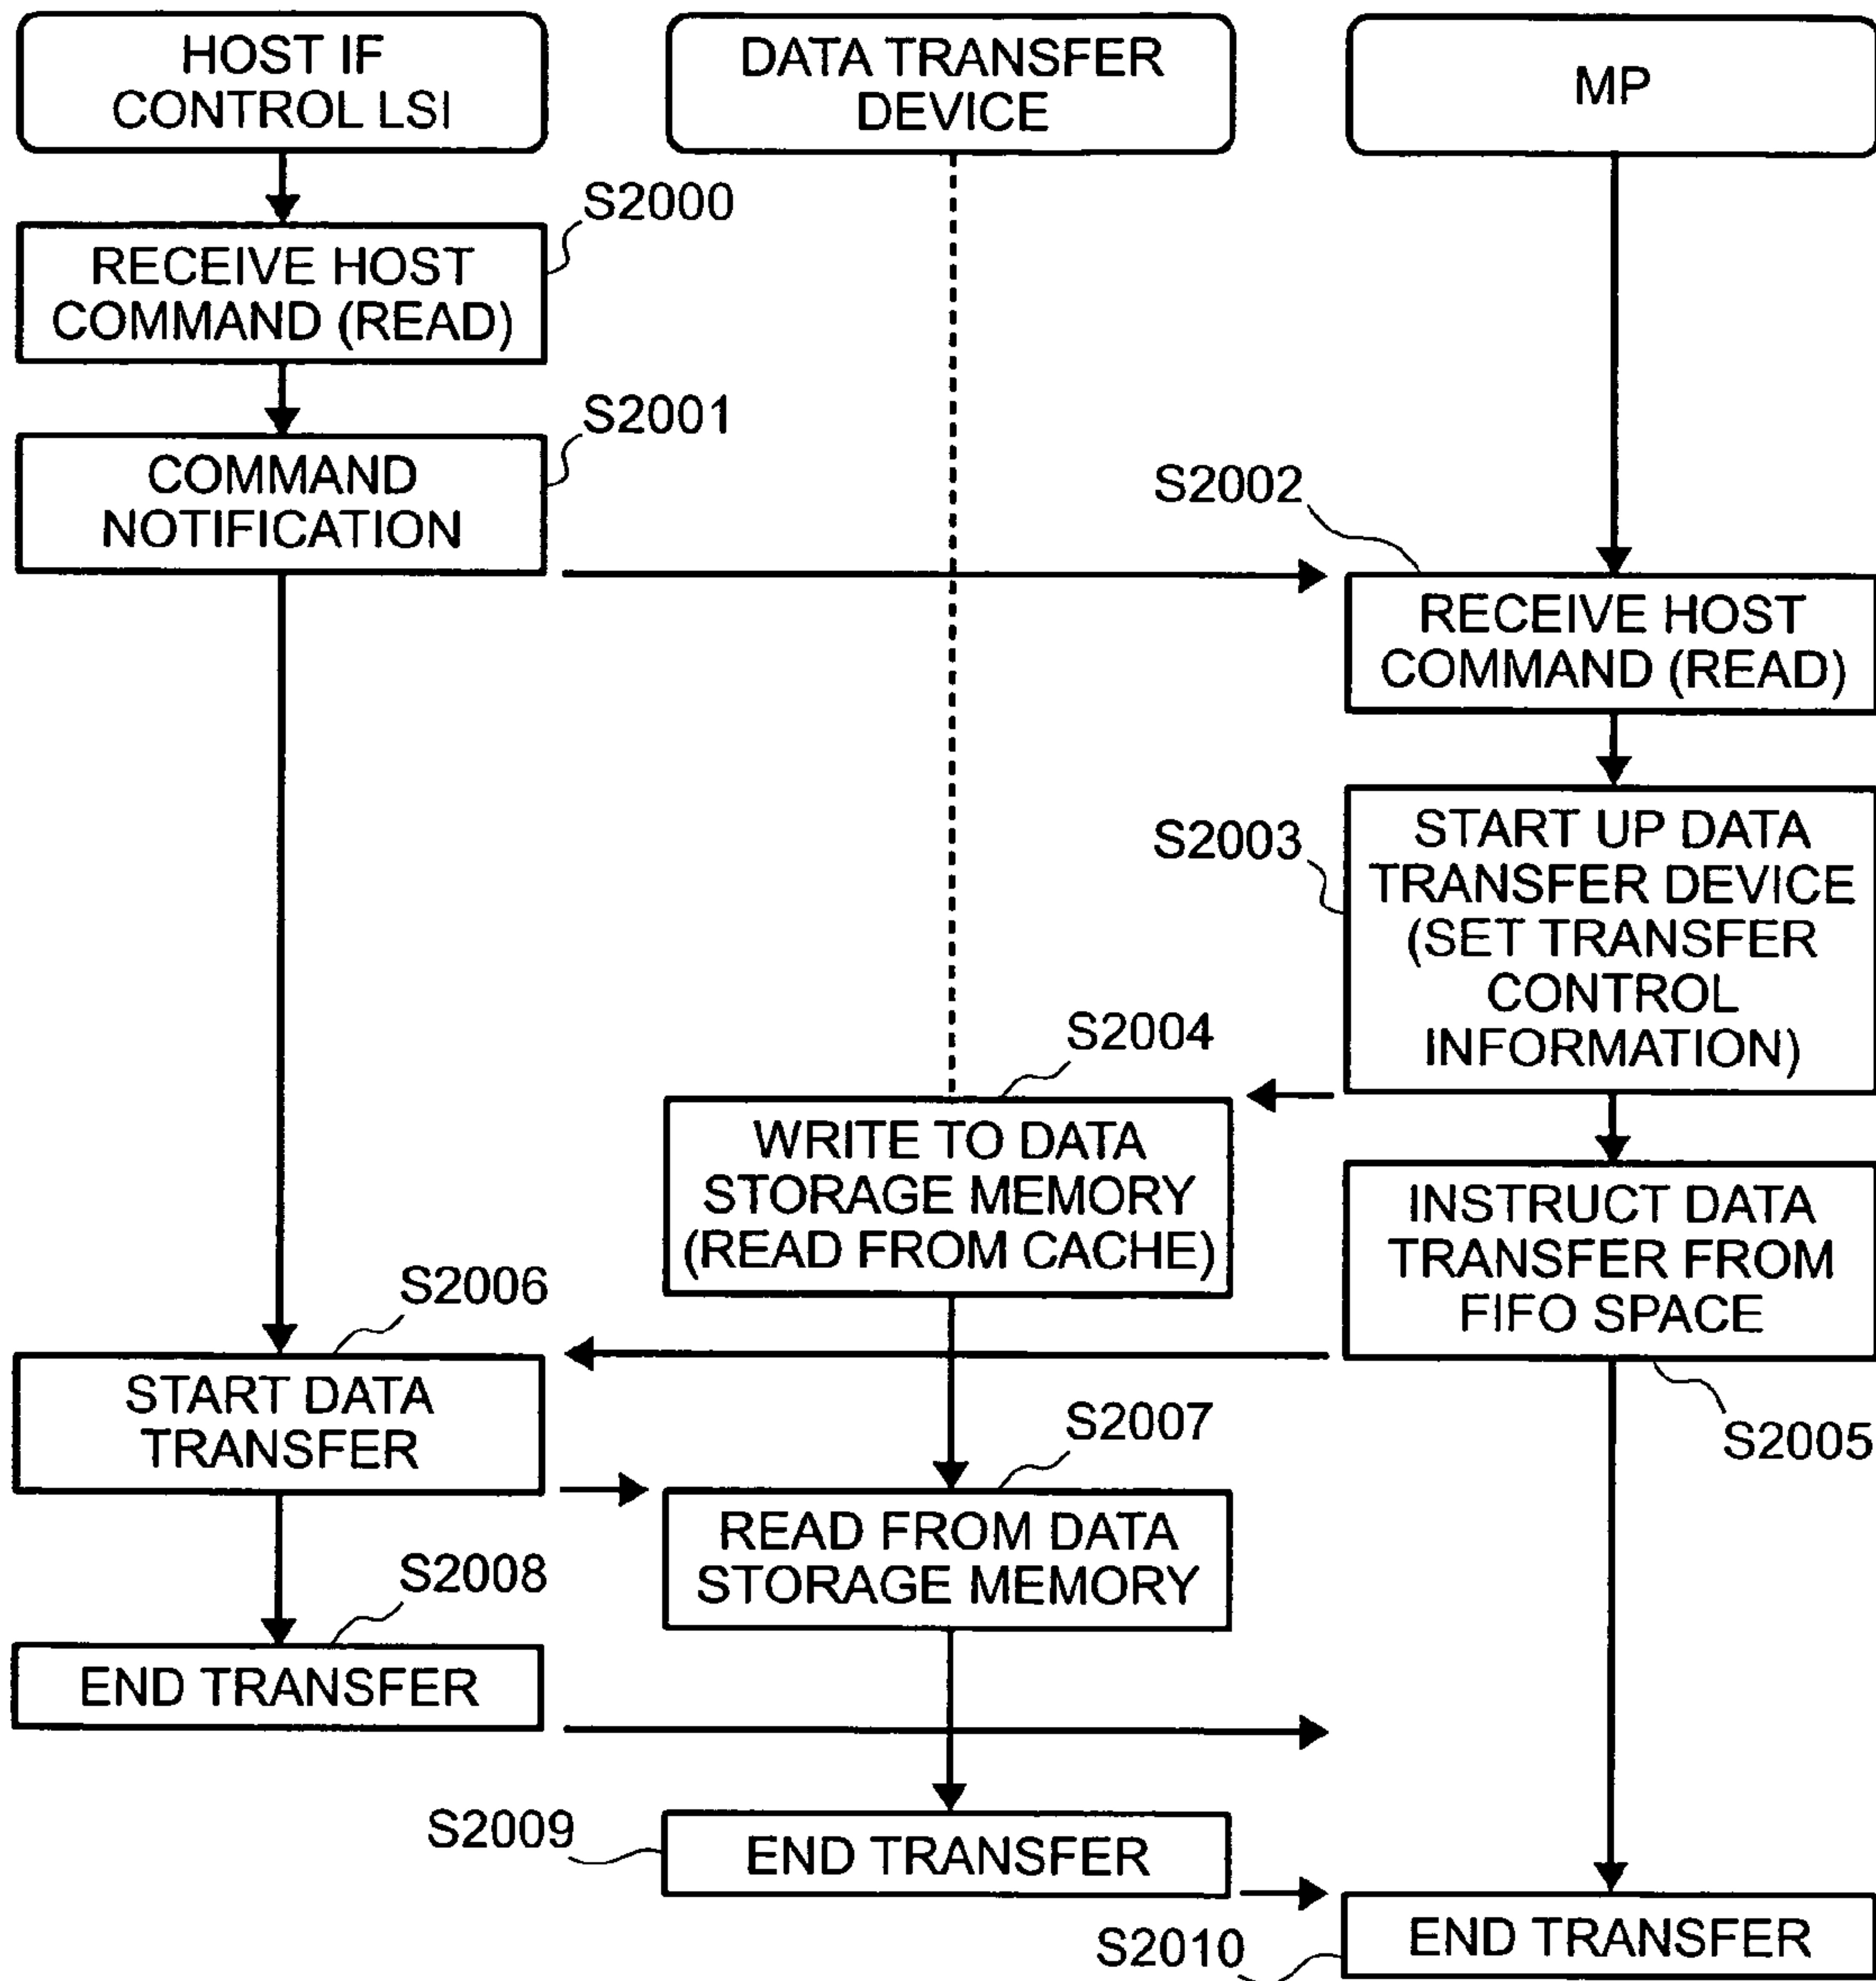 HOST IF
CONTROL LSI
DATA TRANSFER
DEVICE
MP
S2000
RECEIVE HOST
COMMAND (READ)
S2001
COMMAND
NOTIFICATION
S2002
RECEIVE HOST
COMMAND (READ)
S2003
START UP DATA
TRANSFER DEVICE
(SET TRANSFER
CONTROL
INFORMATION)
S2004
WRITE TO DATA
STORAGE MEMORY
(READ FROM CACHE)
INSTRUCT DATA
TRANSFER FROM
FIFO SPACE
S2005
S2006
START DATA
TRANSFER
S2007
READ FROM DATA
STORAGE MEMORY
S2008
END TRANSFER
S2009
END TRANSFER
S2010
END TRANSFER